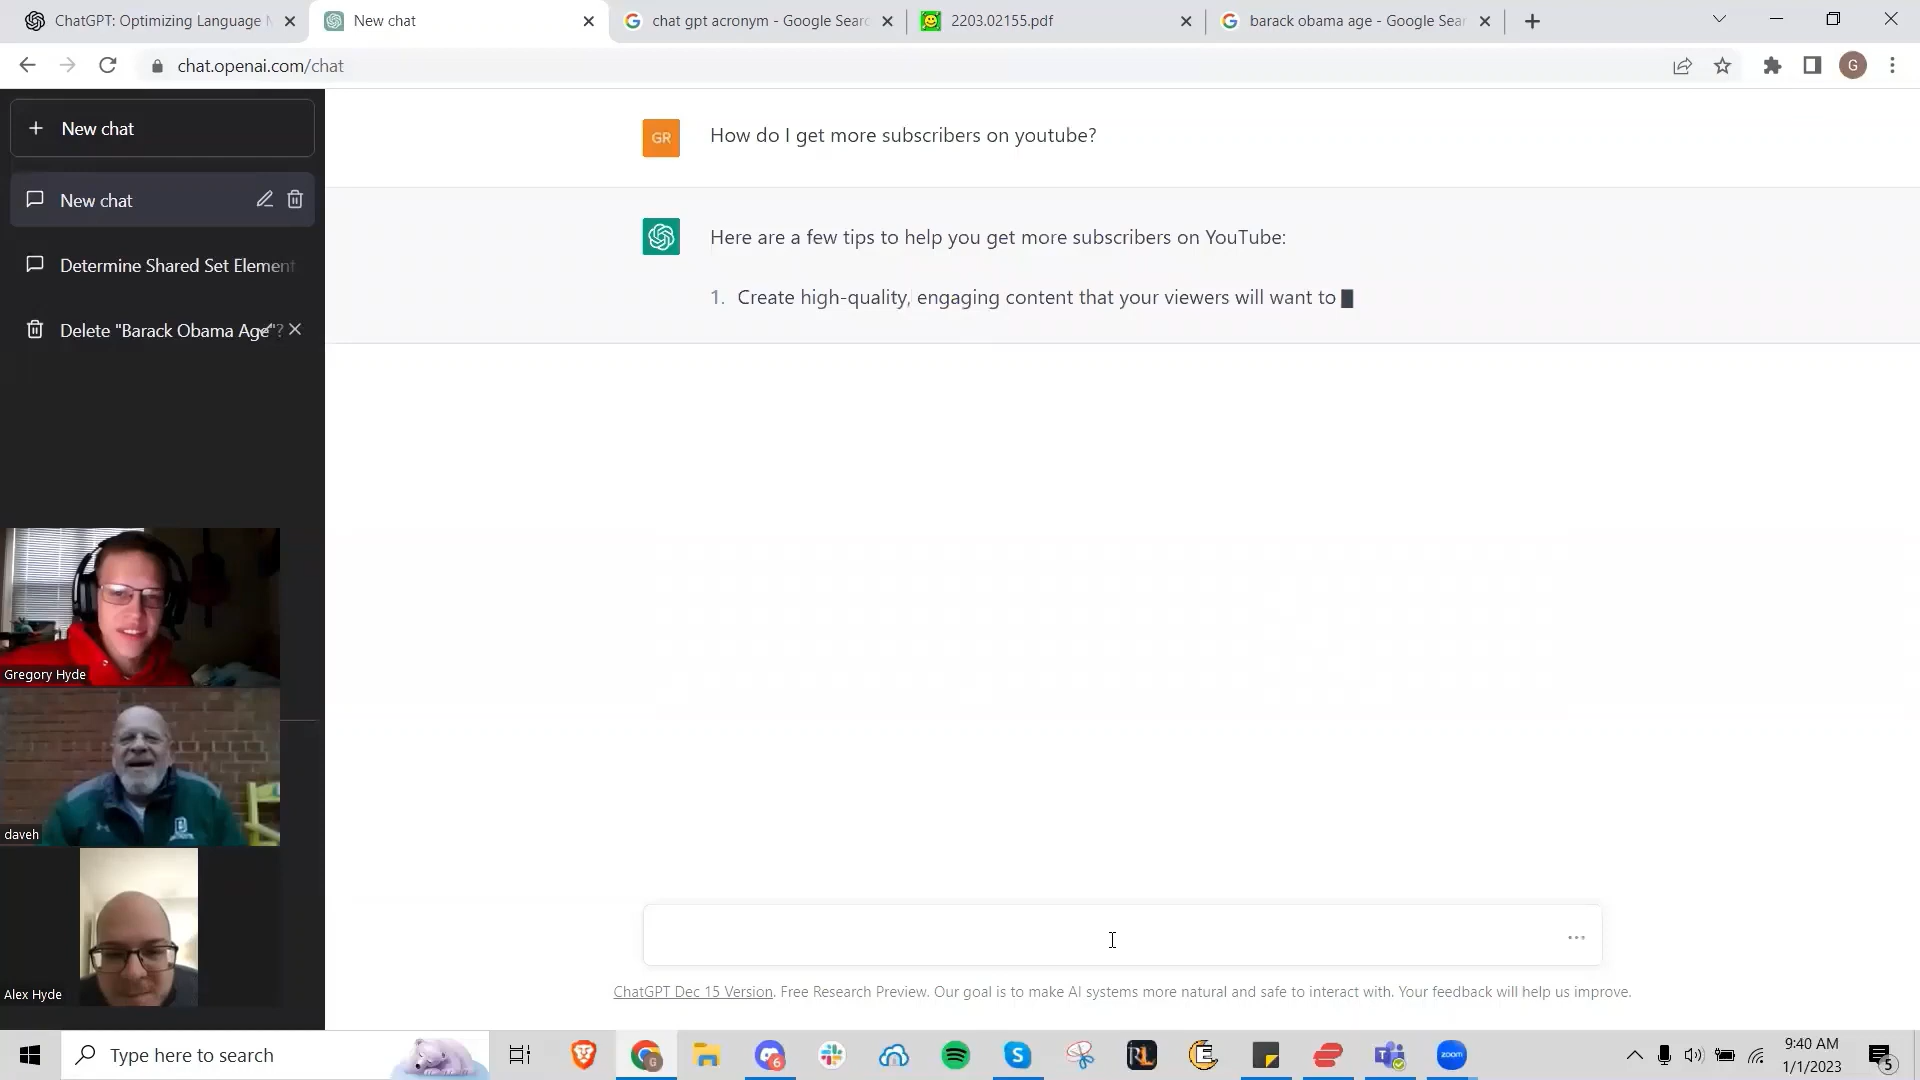 ChatGPT: Optimizing Language M
New chat
chat gpt acronym - Google Searc
2203.02155.pdf
barack obama age - Google Sear
chat.openai.com/chat
G
New chat
New chat
Determine Shared Set Element
Delete "Barack Obama Age"?
GR
How do I get more subscribers on youtube?
Here are a few tips to help you get more subscribers on YouTube:
1. Create high-quality, engaging content that your viewers will want to
Gregory Hyde
daveh
Alex Hyde
ChatGPT Dec 15 Version. Free Research Preview. Our goal is to make AI systems more natural and safe to interact with. Your feedback will help us improve.
Type here to search
G
6
S
RL
E
T
zoom
9:40 AM
1/1/2023
5